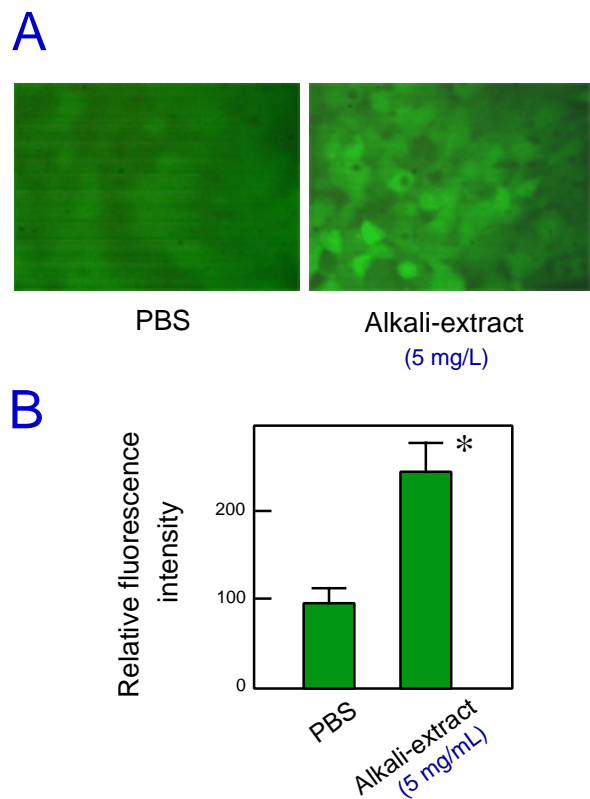 A
PBS
Alkali-extract
(5 mg/L)
B
Relative fluorescence
intensity
200
100
0
*
PBS
Alkali-extract
(5 mg/mL)